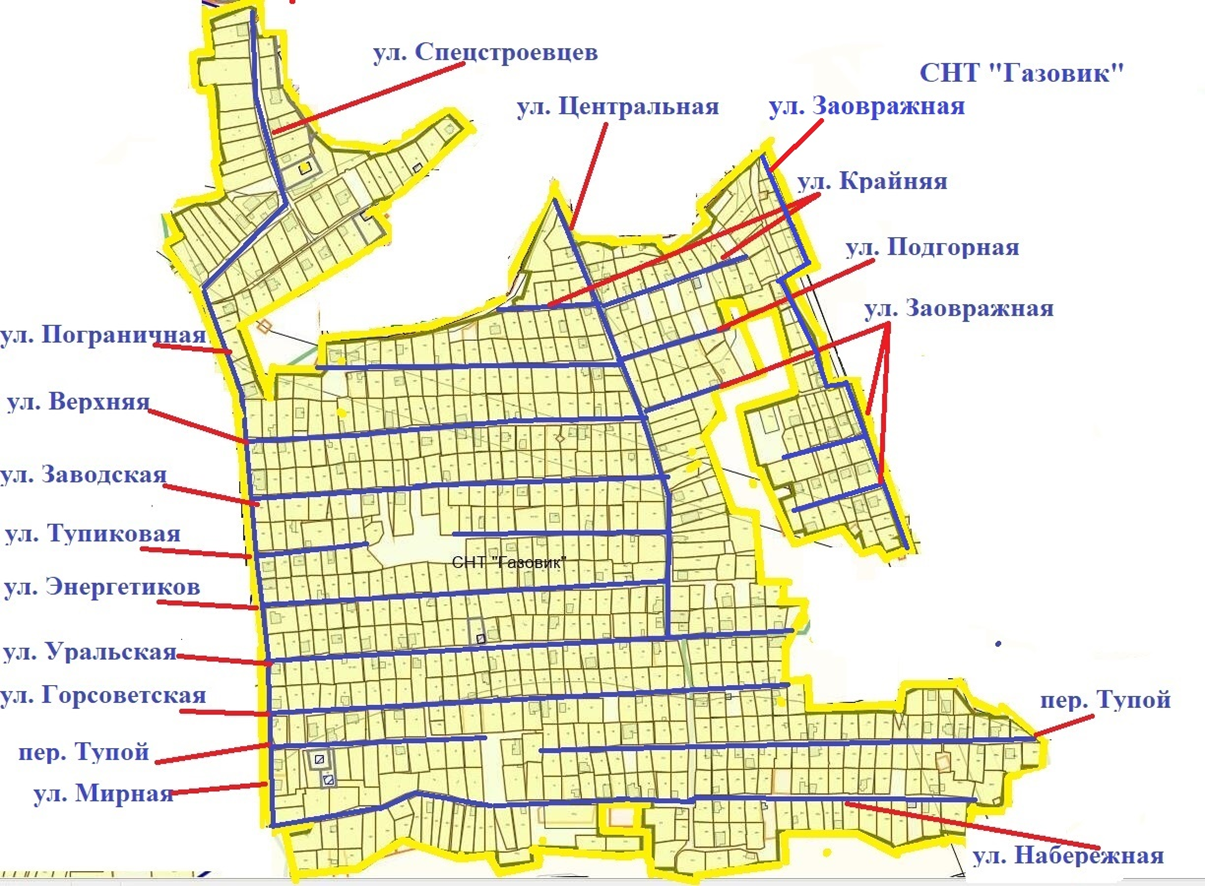 ул. Спецстроевцев
СНТ "Газовик"
ул. Центральная
ул. Заовражная
ул. Крайняя
ул. Подгорная
ул. Заовражная
ул. Пограничная
ул. Верхняя
ул. Заводская
ул. Тупиковая
СНТ "Газовик"
ул. Энергетиков
ул. Уральская
ул. Горсоветская
пер. Тупой
пер. Тупой
ул. Мирная
ул. Набережная